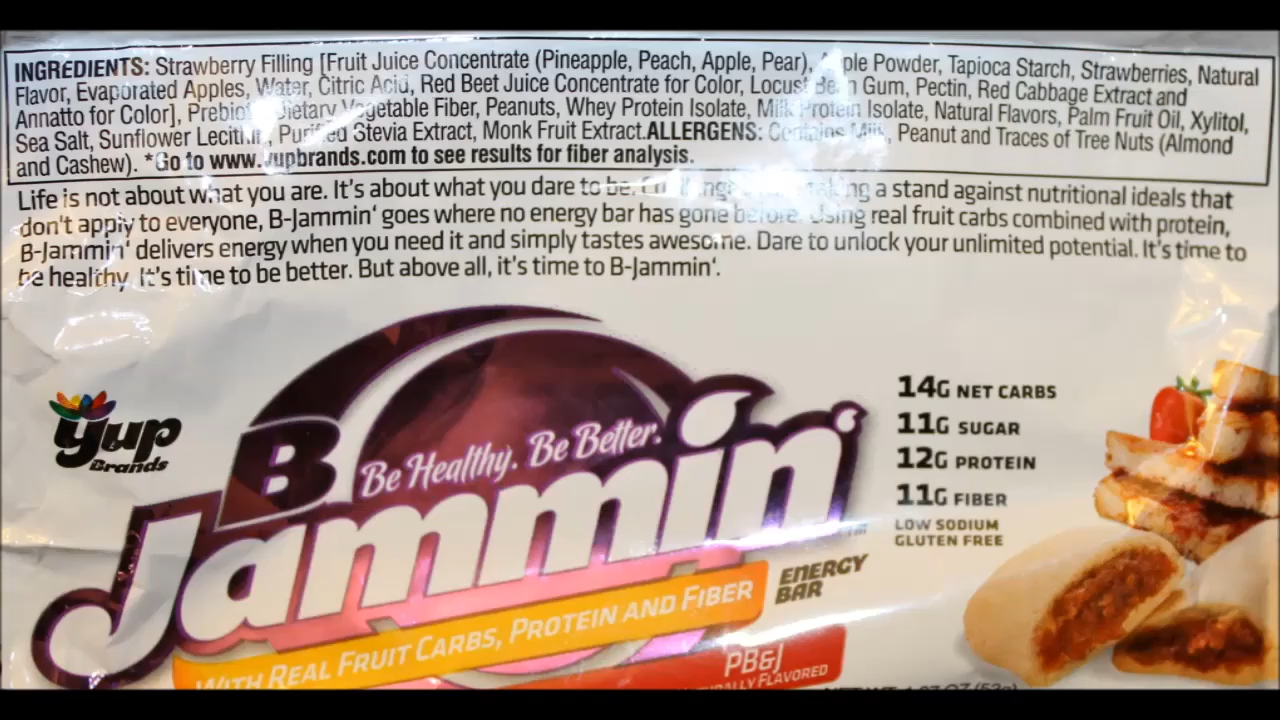 INGREDIENTS: Strawberry Filling [Fruit Juice Concentrate (Pineapple, Peach, Apple, Pear), Apple Powder, Tapioca Starch, Strawberries, Natural
Flavor, Evaporated Apples, Water, Citric Acid, Red Beet Juice Concentrate for Color, Locust Bean Gum, Pectin, Red Cabbage Extract and
Annatto for Color], Prebiotic Dietary Vegetable Fiber, Peanuts, Whey Protein Isolate, Milk Protein Isolate, Natural Flavors, Palm Fruit Oil, Xylitol,
Sea Salt, Sunflower Lecithin, Purified Stevia Extract, Monk Fruit Extract.ALLERGENS: Contains Milk, Peanut and Traces of Tree Nuts (Almond
and Cashew). *Go to www.yupbrands.com to see results for fiber analysis.
Life is not about what you are. It's about what you dare to be. a stand against nutritional ideals that
don't apply to everyone, B-Jammin' goes where no energy bar has gone before. Using real fruit carbs combined with protein,
B-Jammin' delivers energy when you need it and simply tastes awesome. Dare to unlock your unlimited potential. It's time to
be healthy. It's time to be better. But above all, it's time to B-Jammin'.
Yup
Brands
B
Be Healthy. Be Better.
Jammin'
TM
ENERGY
BAR
WITH REAL FRUIT CARBS, PROTEIN AND FIBER
PB&J
FLAVORED
14G NET CARBS
11G SUGAR
12G PROTEIN
11G FIBER
LOW SODIUM
GLUTEN FREE